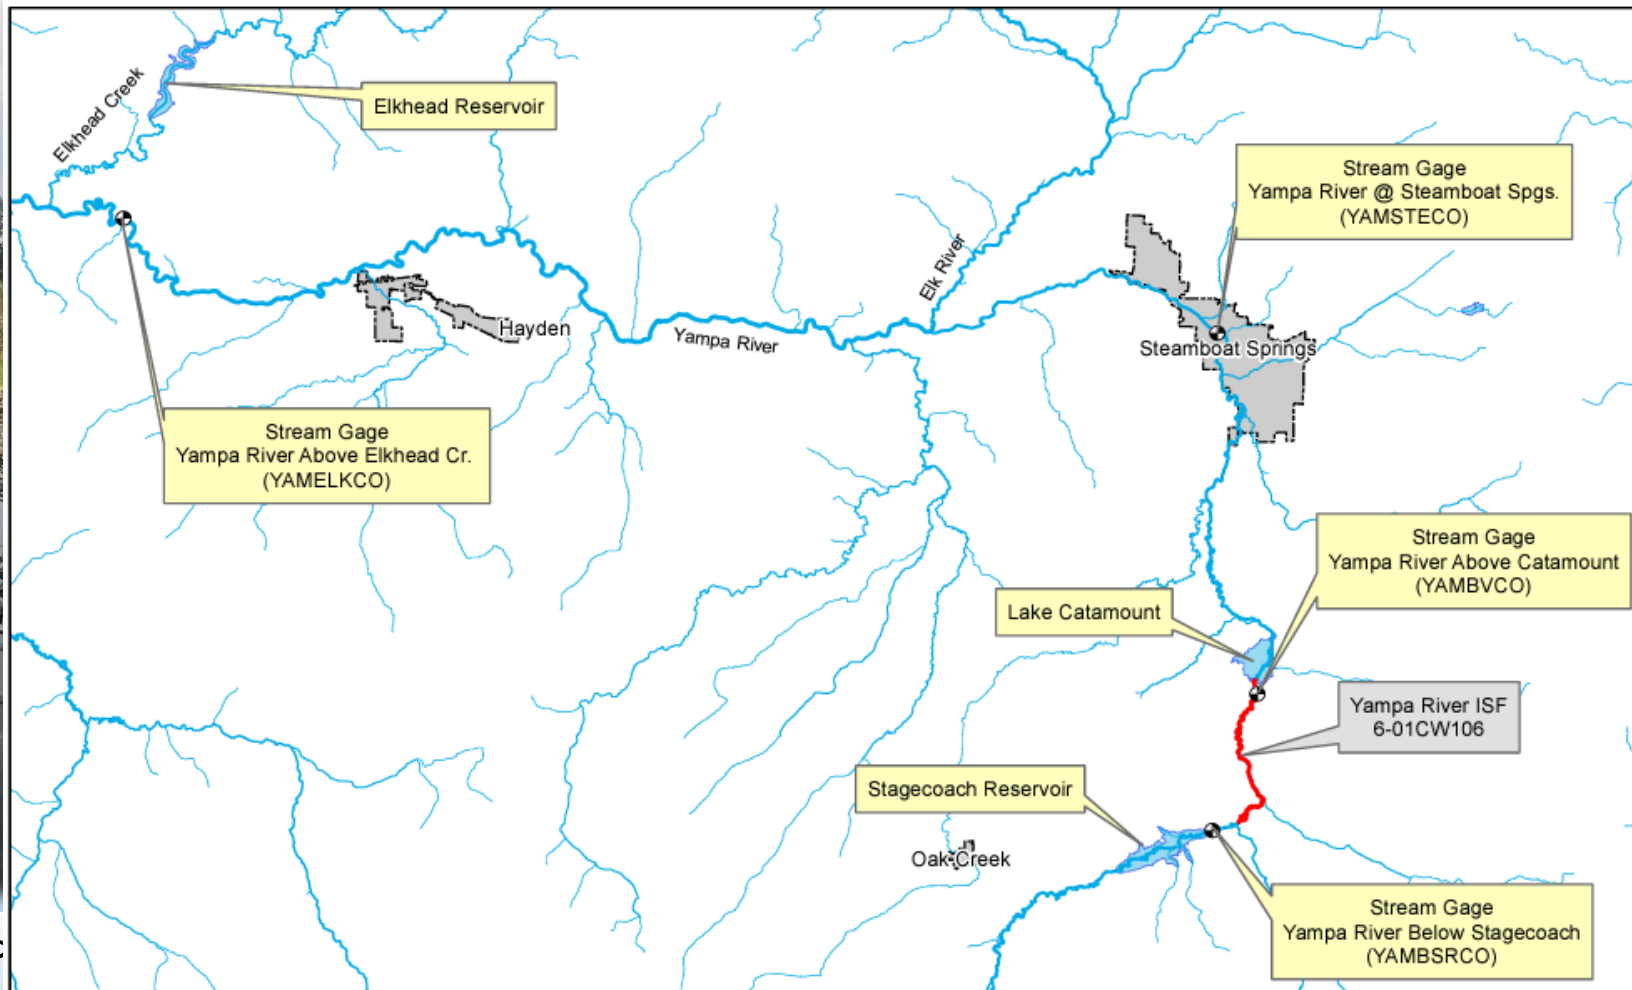 Elkhead Creek
Elkhead Reservoir
Stream Gage
Yampa River @ Steamboat Spgs.
(YAMSTECO)
Elk River
Hayden
Yampa River
Steamboat Springs
Stream Gage
Yampa River Above Elkhead Cr.
(YAMELKCO)
Stream Gage
Yampa River Above Catamount
(YAMBVCO)
Lake Catamount
Yampa River ISF
6-01CW106
Stagecoach Reservoir
Oak Creek
Stream Gage
Yampa River Below Stagecoach
(YAMBSRCO)